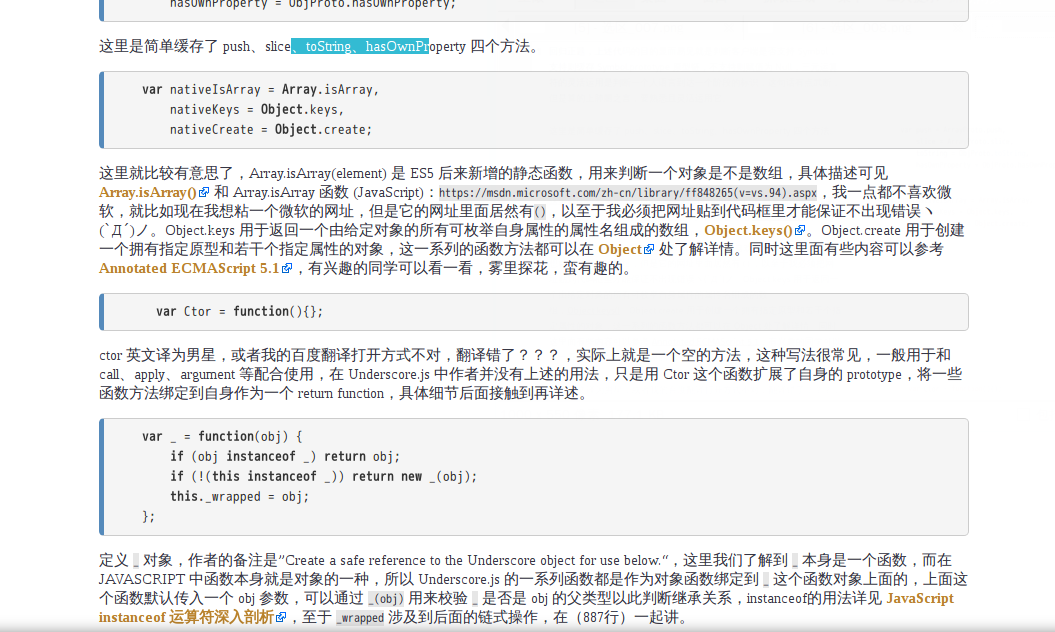 hasOwnProperty = ObjProto.hasOwnProperty;
这里是简单缓存了 push、slice、toString、hasOwnProperty 四个方法。
var nativeIsArray = Array.isArray,
nativeKeys = Object.keys,
nativeCreate = Object.create;
这里就比较有意思了，Array.isArray(element) 是 ES5 后来新增的静态函数，用来判断一个对象是不是数组，具体描述可见
Array.isArray() 和 Array.isArray 函数 (JavaScript)：https://msdn.microsoft.com/zh-cn/library/ff848265(v=vs.94).aspx，我一点都不喜欢微
软，就比如现在我想粘一个微软的网址，但是它的网址里面居然有()，以至于我必须把网址贴到代码框里才能保证不出现错误ヽ
(`Д´)ノ。Object.keys 用于返回一个由给定对象的所有可枚举自身属性的属性名组成的数组，Object.keys()。Object.create 用于创建
一个拥有指定原型和若干个指定属性的对象，这一系列的函数方法都可以在 Object 处了解详情。同时这里面有些内容可以参考
Annotated ECMAScript 5.1，有兴趣的同学可以看一看，雾里探花，蛮有趣的。
var Ctor = function(){};
ctor 英文译为男星，或者我的百度翻译打开方式不对，翻译错了？？？，实际上就是一个空的方法，这种写法很常见，一般用于和
call、apply、argument 等配合使用，在 Underscore.js 中作者并没有上述的用法，只是用 Ctor 这个函数扩展了自身的 prototype，将一些
函数方法绑定到自身作为一个 return function，具体细节后面接触到再详述。
var _ = function(obj) {
if (obj instanceof _) return obj;
if (!(this instanceof _)) return new _(obj);
this._wrapped = obj;
};
定义 _ 对象，作者的备注是”Create a safe reference to the Underscore object for use below.“，这里我们了解到 _ 本身是一个函数，而在
JAVASCRIPT 中函数本身就是对象的一种，所以 Underscore.js 的一系列函数都是作为对象函数绑定到 _ 这个函数对象上面的，上面这
个函数默认传入一个 obj 参数，可以通过 _(obj) 用来校验 _ 是否是 obj 的父类型以此判断继承关系，instanceof的用法详见 JavaScript
instanceof 运算符深入剖析，至于 _wrapped 涉及到后面的链式操作，在（887行）一起讲。